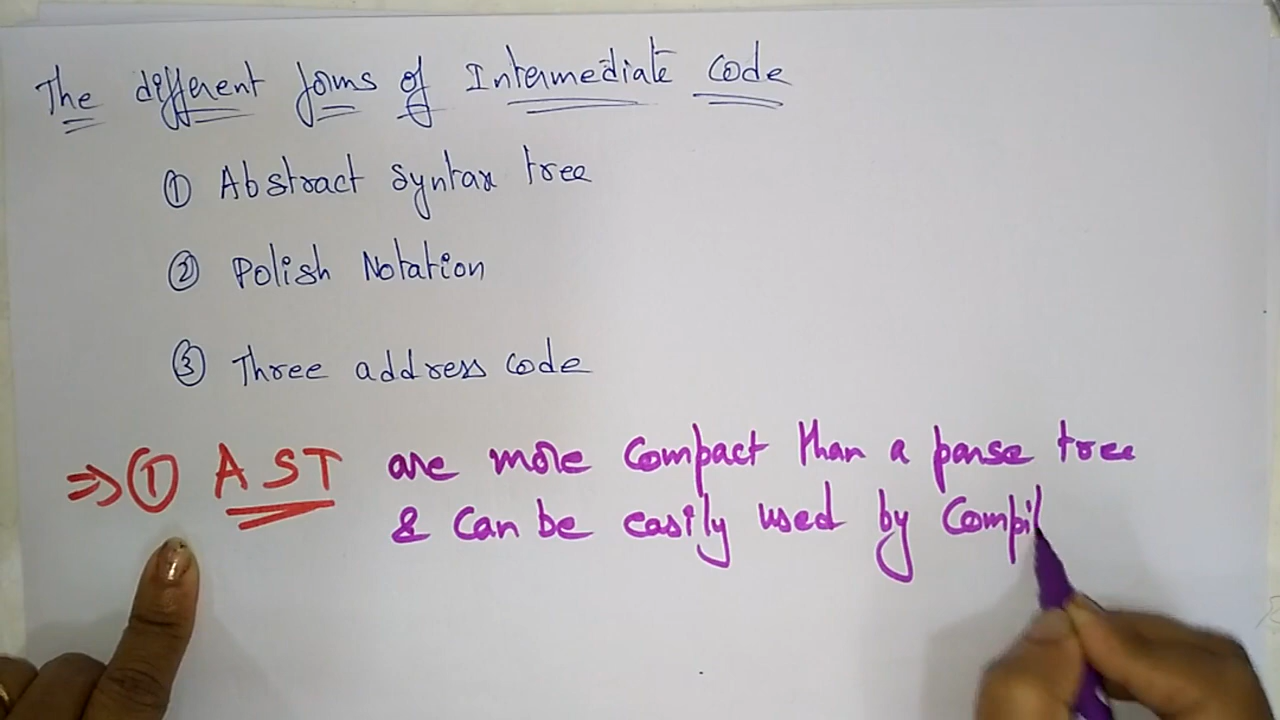 The different forms of Intermediate Code
① Abstract Syntax tree
② Polish Notation
③ Three address code
⇒ ① AST are more Compact than a parse tree
& Can be easily used by Compil